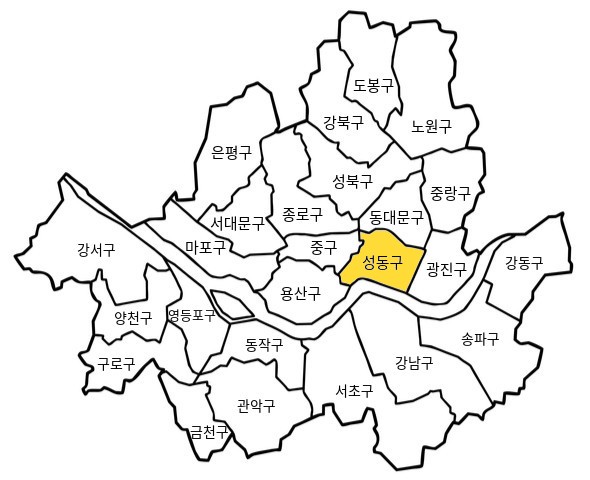 도봉구
강북구
노원구
은평구
성북구
중랑구
서대문구
종로구
동대문구
마포구
중구
강서구
성동구
광진구
강동구
용산구
양천구
영등포구
동작구
송파구
구로구
강남구
서초구
관악구
금천구